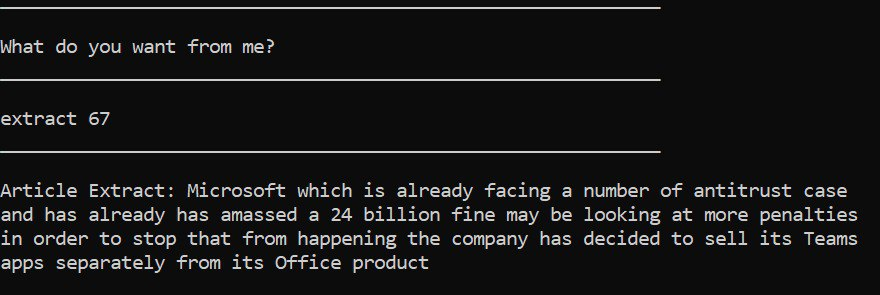 What do you want from me?
extract 67
Article Extract: Microsoft which is already facing a number of antitrust case
and has already has amassed a 24 billion fine may be looking at more penalties
in order to stop that from happening the company has decided to sell its Teams
apps separately from its Office product